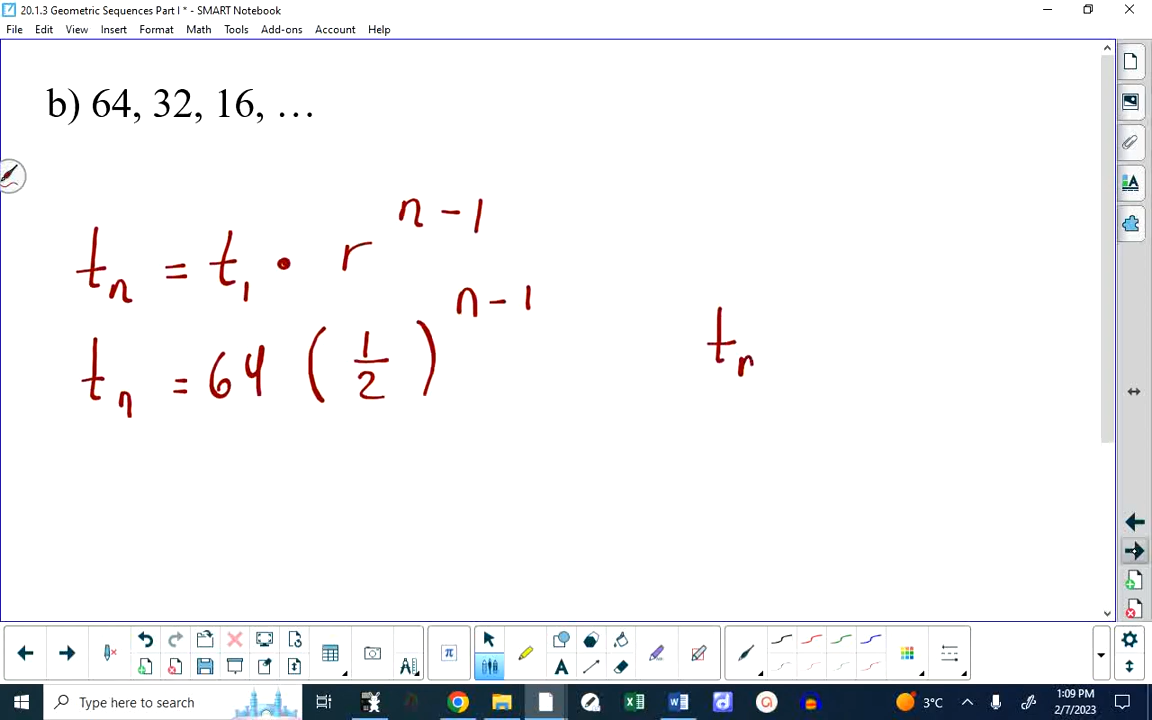 20.1.3 Geometric Sequences Part I * - SMART Notebook
File Edit View Insert Format Math Tools Add-ons Account Help
b) 64, 32, 16, …
tₙ = t₁ • r^(n-1)
tₙ = 64 (1/2)^(n-1)
tᵣ
A
π
A
Type here to search
3°C
1:09 PM
2/7/2023